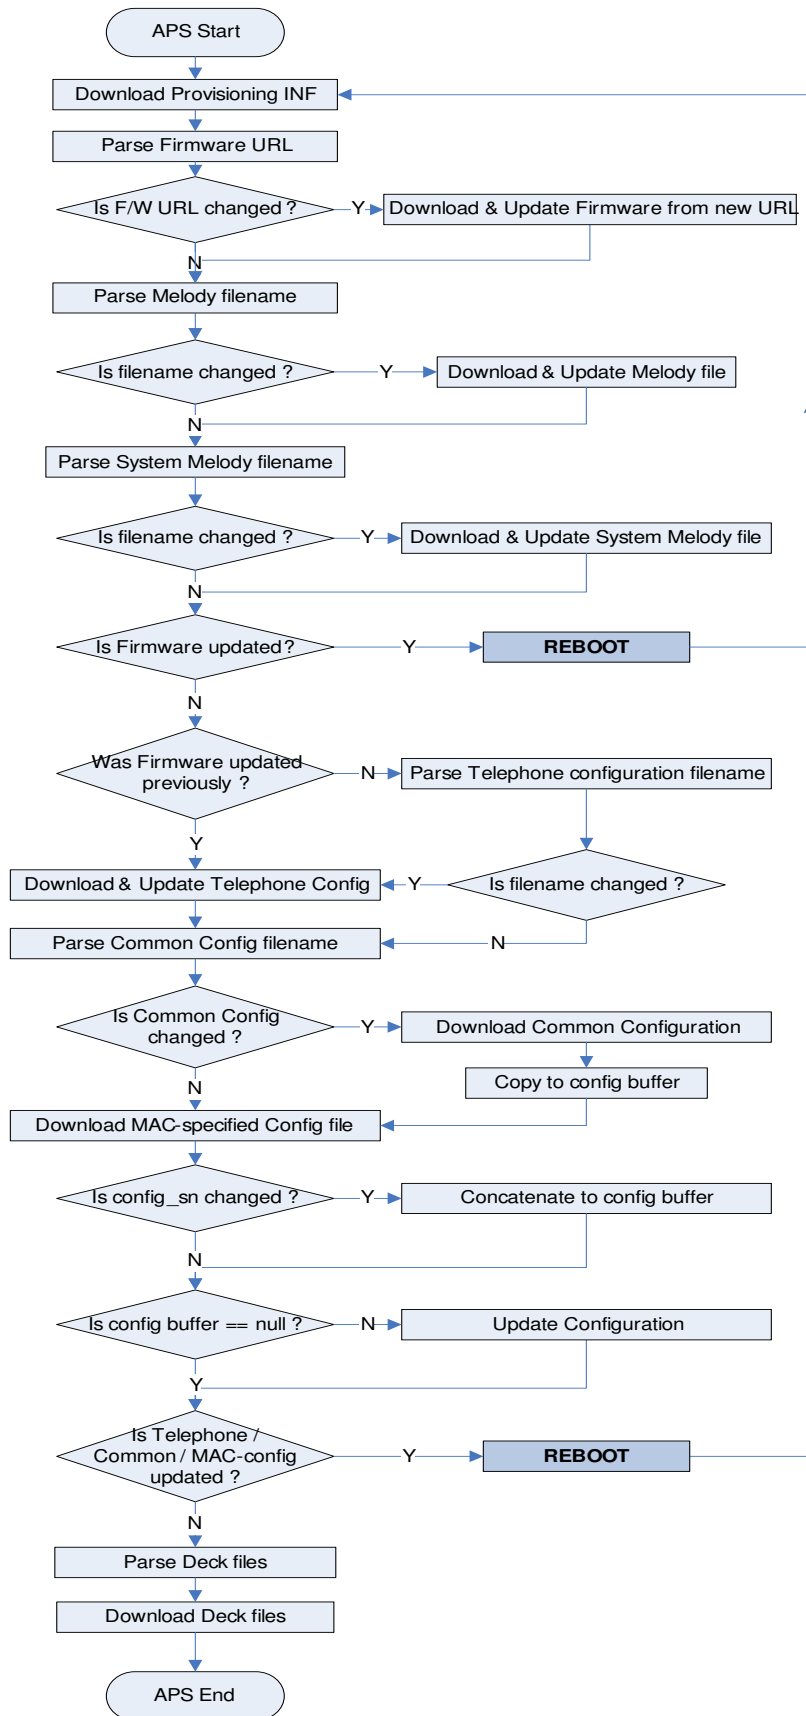 APS Start
Download Provisioning INF
Parse Firmware URL
Is F/W URL changed ?
Y
Download & Update Firmware from new URL
N
Parse Melody filename
Is filename changed ?
Y
Download & Update Melody file
N
Parse System Melody filename
Is filename changed ?
Y
Download & Update System Melody file
N
Is Firmware updated?
Y
REBOOT
N
Was Firmware updated
previously ?
N
Parse Telephone configuration filename
Y
Download & Update Telephone Config
Y
Is filename changed ?
Parse Common Config filename
N
Is Common Config
changed ?
Y
Download Common Configuration
Copy to config buffer
N
Download MAC-specified Config file
Is config_sn changed ?
Y
Concatenate to config buffer
N
Is config buffer == null ?
N
Update Configuration
Y
Is Telephone /
Common / MAC-config
updated ?
Y
REBOOT
N
Parse Deck files
Download Deck files
APS End